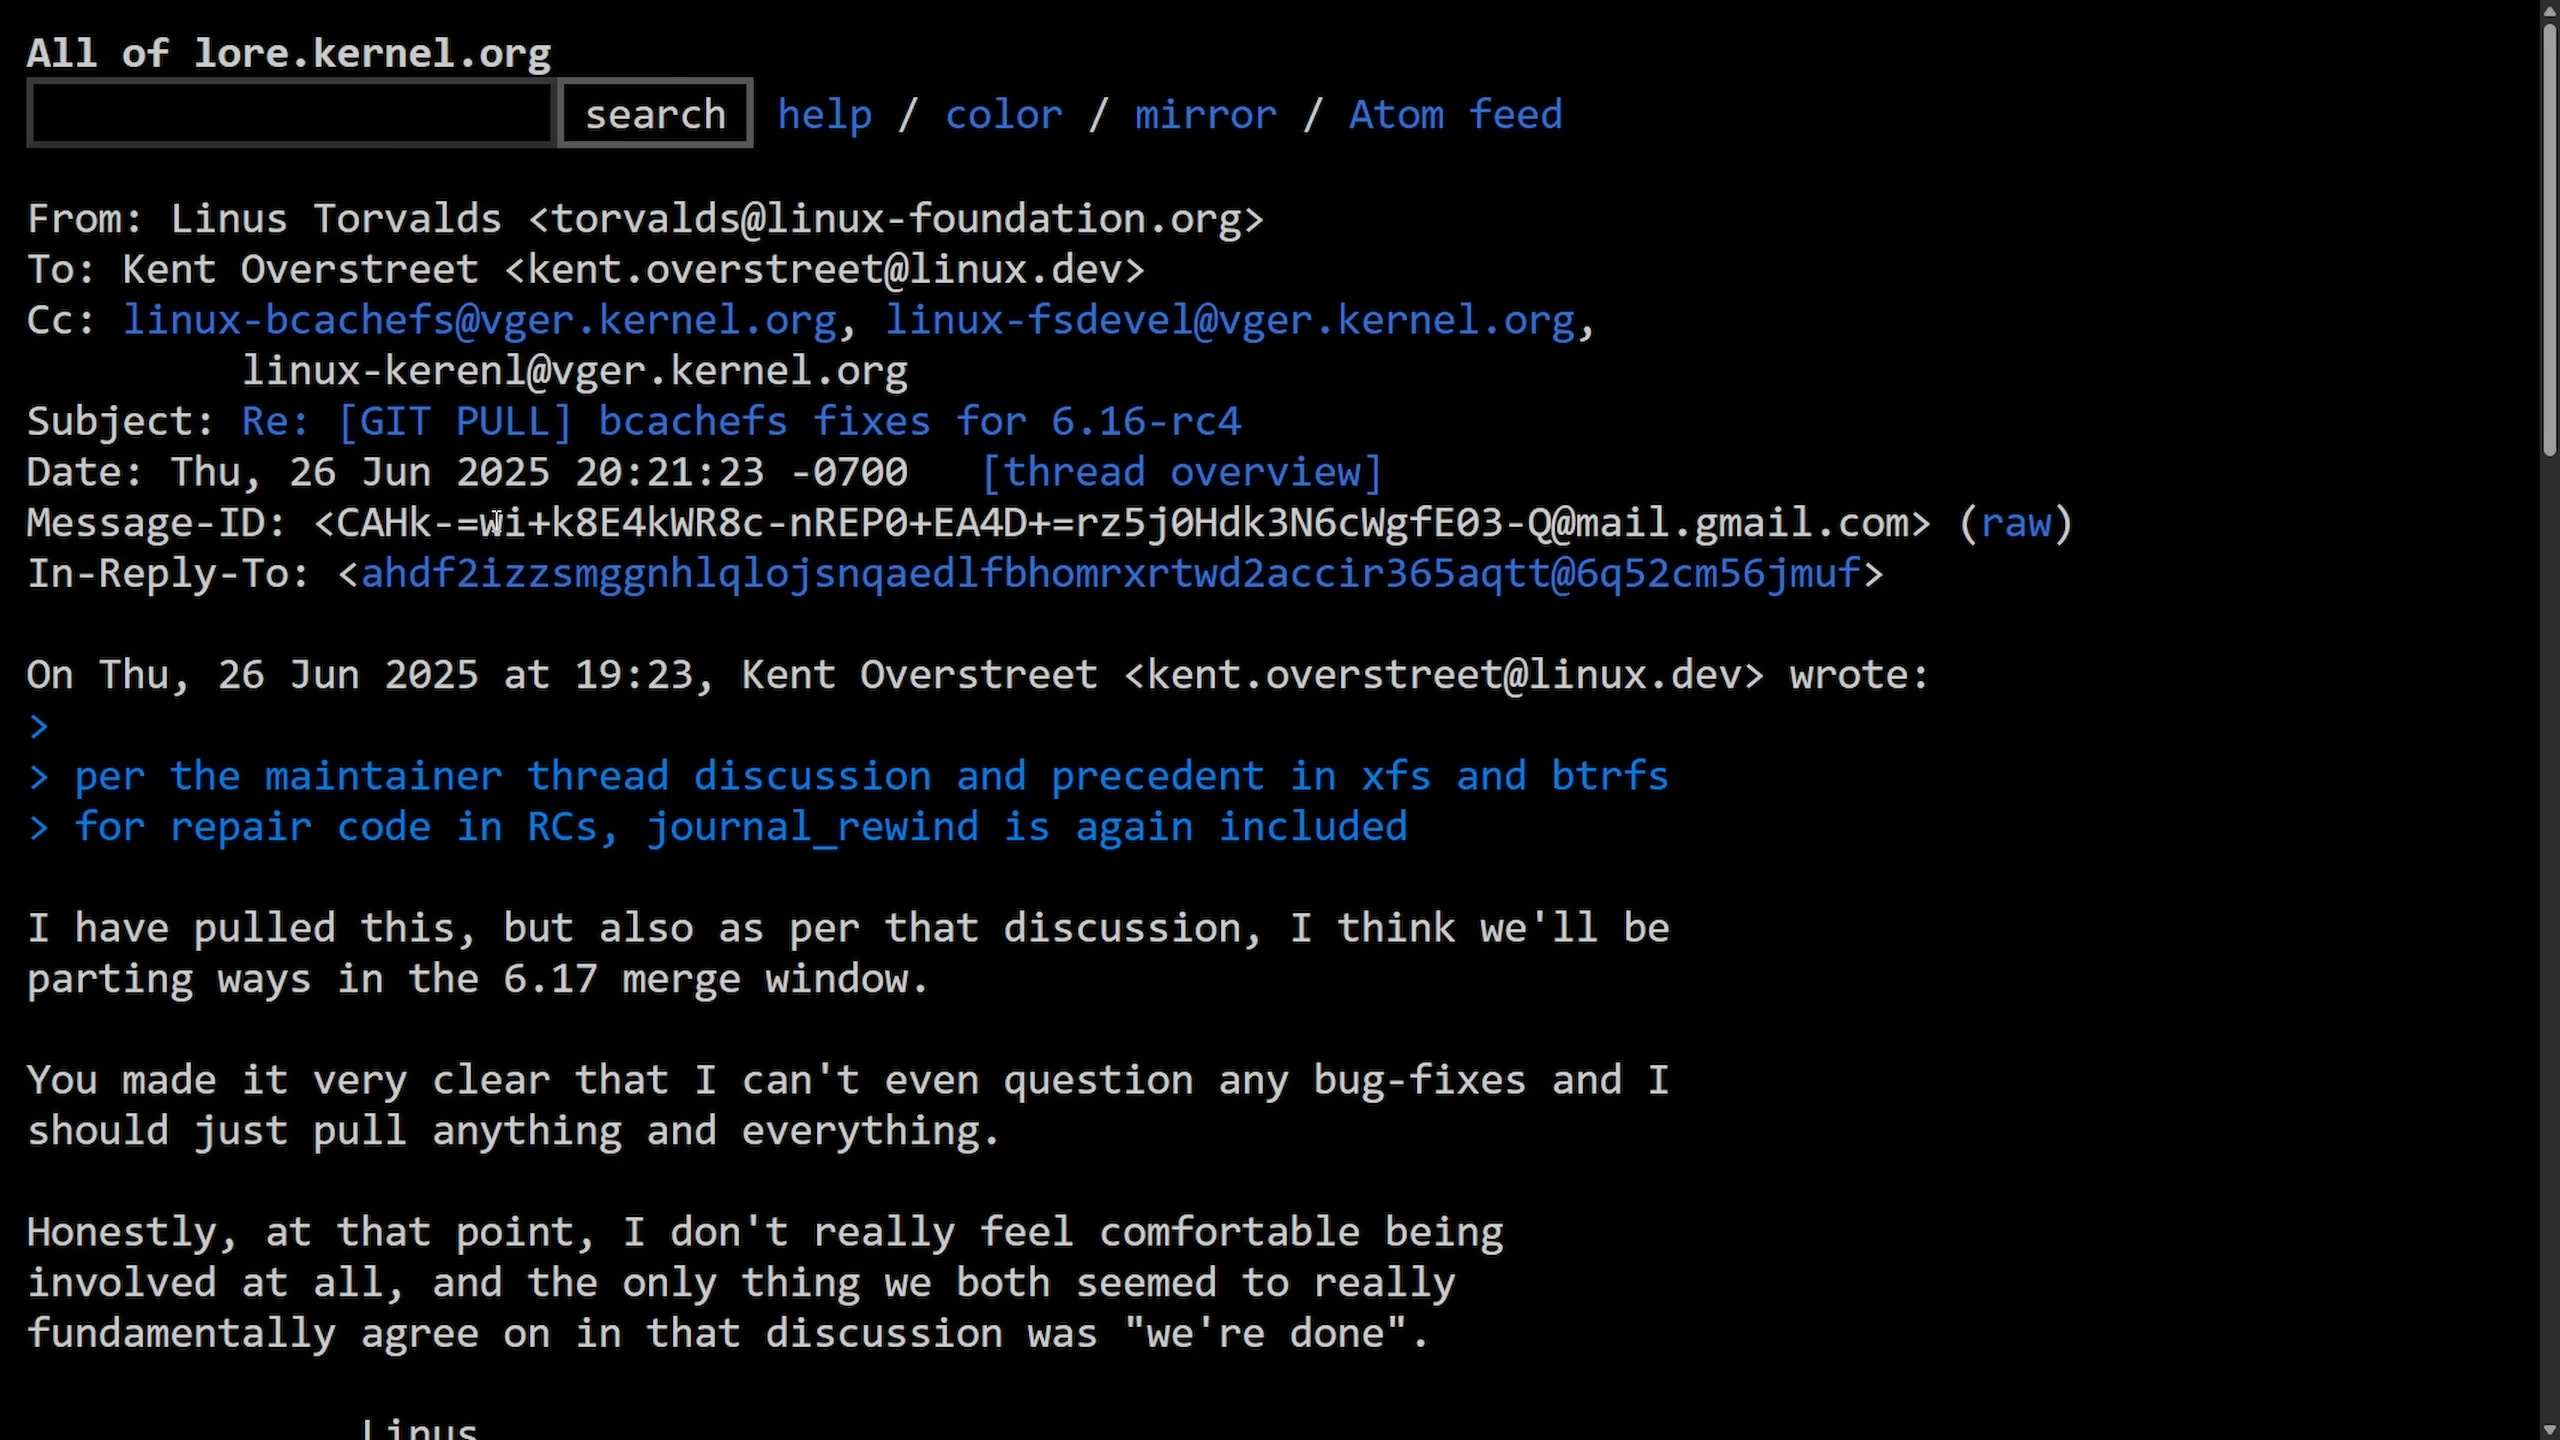 All of lore.kernel.org
search help / color / mirror / Atom feed
From: Linus Torvalds <torvalds@linux-foundation.org>
To: Kent Overstreet <kent.overstreet@linux.dev>
Cc: linux-bcachefs@vger.kernel.org, linux-fsdevel@vger.kernel.org,
linux-kerenl@vger.kernel.org
Subject: Re: [GIT PULL] bcachefs fixes for 6.16-rc4
Date: Thu, 26 Jun 2025 20:21:23 -0700 [thread overview]
Message-ID: <CAHk-=wi+k8E4kWR8c-nREP0+EA4D+=rz5j0Hdk3N6cWgfE03-Q@mail.gmail.com> (raw)
In-Reply-To: <ahdf2izzsmggnhlqlojsnqaedlfbhomrxrtwd2accir365aqtt@6q52cm56jmuf>
On Thu, 26 Jun 2025 at 19:23, Kent Overstreet <kent.overstreet@linux.dev> wrote:
>
> per the maintainer thread discussion and precedent in xfs and btrfs
> for repair code in RCs, journal_rewind is again included
I have pulled this, but also as per that discussion, I think we'll be
parting ways in the 6.17 merge window.
You made it very clear that I can't even question any bug-fixes and I
should just pull anything and everything.
Honestly, at that point, I don't really feel comfortable being
involved at all, and the only thing we both seemed to really
fundamentally agree on in that discussion was "we're done".
Linus